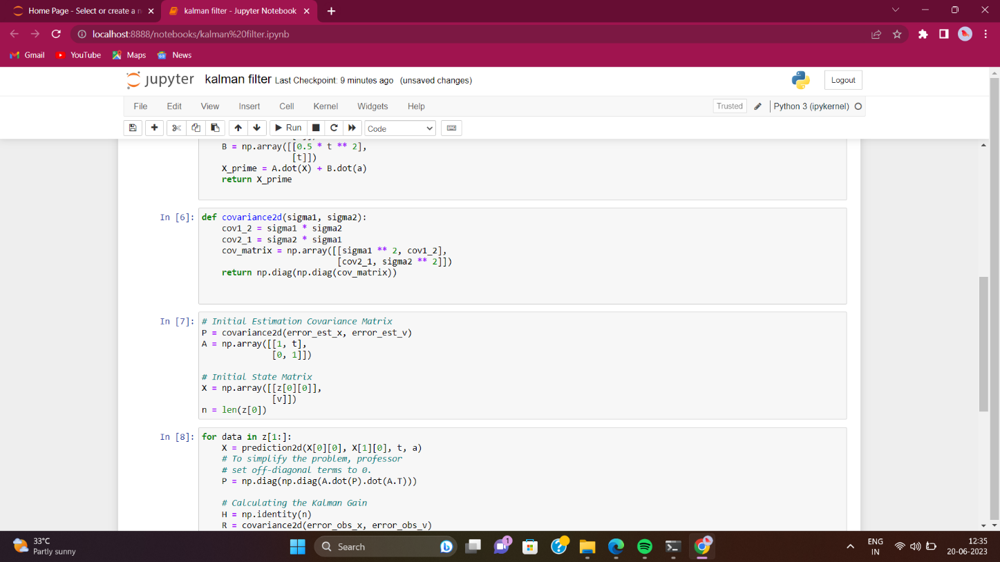 Home Page - Select or create a n
kalman filter - Jupyter Notebook
localhost:8888/notebooks/kalman%20filter.ipynb
Gmail
YouTube
Maps
News
jupyter
kalman filter Last Checkpoint: 9 minutes ago (unsaved changes)
Logout
File Edit View Insert Cell Kernel Widgets Help
Trusted
Python 3 (ipykernel)
Run
Code
B = np.array([[0.5 * t ** 2],
[t]])
X_prime = A.dot(X) + B.dot(a)
return X_prime
In [6]: def covariance2d(sigma1, sigma2):
cov1_2 = sigma1 * sigma2
cov2_1 = sigma2 * sigma1
cov_matrix = np.array([[sigma1 ** 2, cov1_2],
[cov2_1, sigma2 ** 2]])
return np.diag(np.diag(cov_matrix))
In [7]: # Initial Estimation Covariance Matrix
P = covariance2d(error_est_x, error_est_v)
A = np.array([[1, t],
[0, 1]])
# Initial State Matrix
X = np.array([[z[0][0]],
[v]])
n = len(z[0])
In [8]: for data in z[1:]:
X = prediction2d(X[0][0], X[1][0], t, a)
# To simplify the problem, professor
# set off-diagonal terms to 0.
P = np.diag(np.diag(A.dot(P).dot(A.T)))
# Calculating the Kalman Gain
H = np.identity(n)
R = covariance2d(error_obs_x, error_obs_v)
33°C
Partly sunny
Search
1
ENG
IN
12:35
20-06-2023